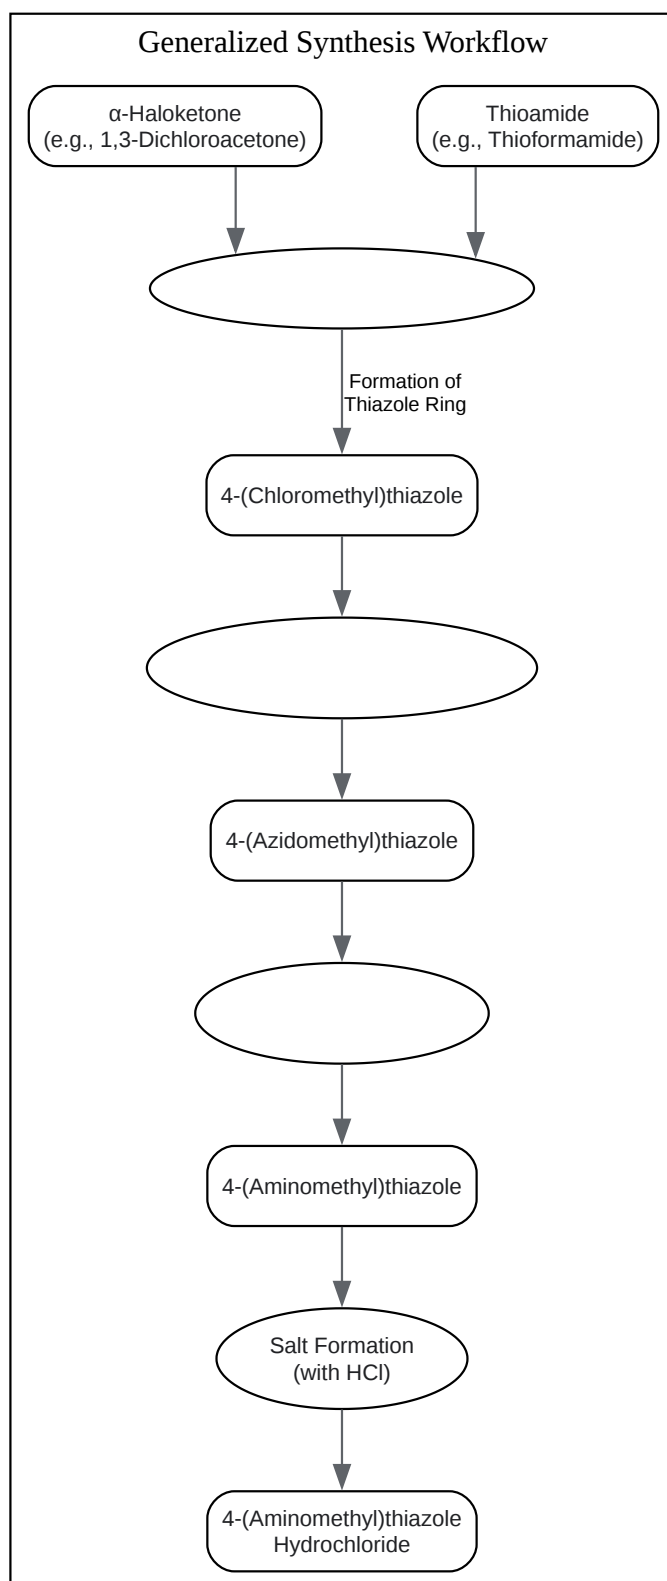 Generalized Synthesis Workflow
α-Haloketone
(e.g., 1,3-Dichloroacetone)
Thioamide
(e.g., Thioformamide)
Formation of
Thiazole Ring
4-(Chloromethyl)thiazole
4-(Azidomethyl)thiazole
4-(Aminomethyl)thiazole
Salt Formation
(with HCl)
4-(Aminomethyl)thiazole
Hydrochloride